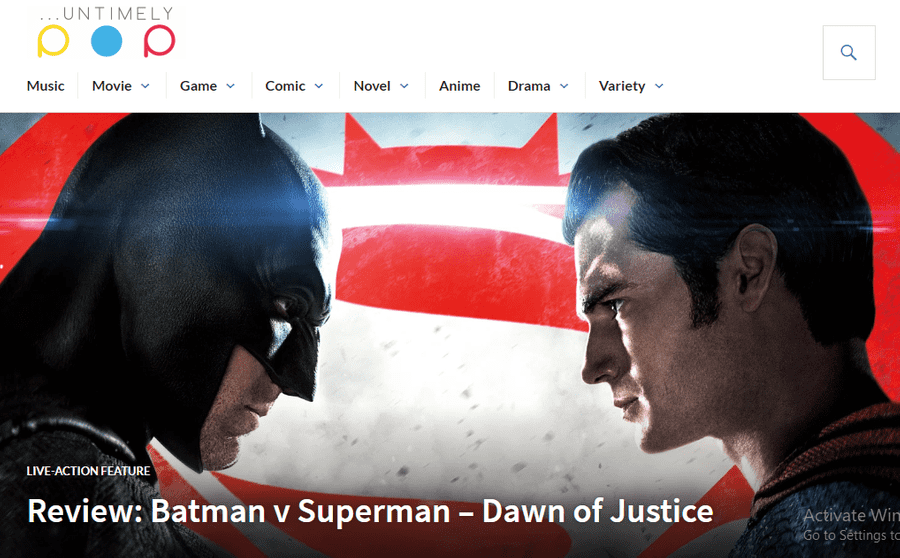 ...UNTIMELY
pop
Music Movie Game Comic Novel Anime Drama Variety
LIVE-ACTION FEATURE
Review: Batman v Superman – Dawn of Justice
Activate Win
Go to Settings to